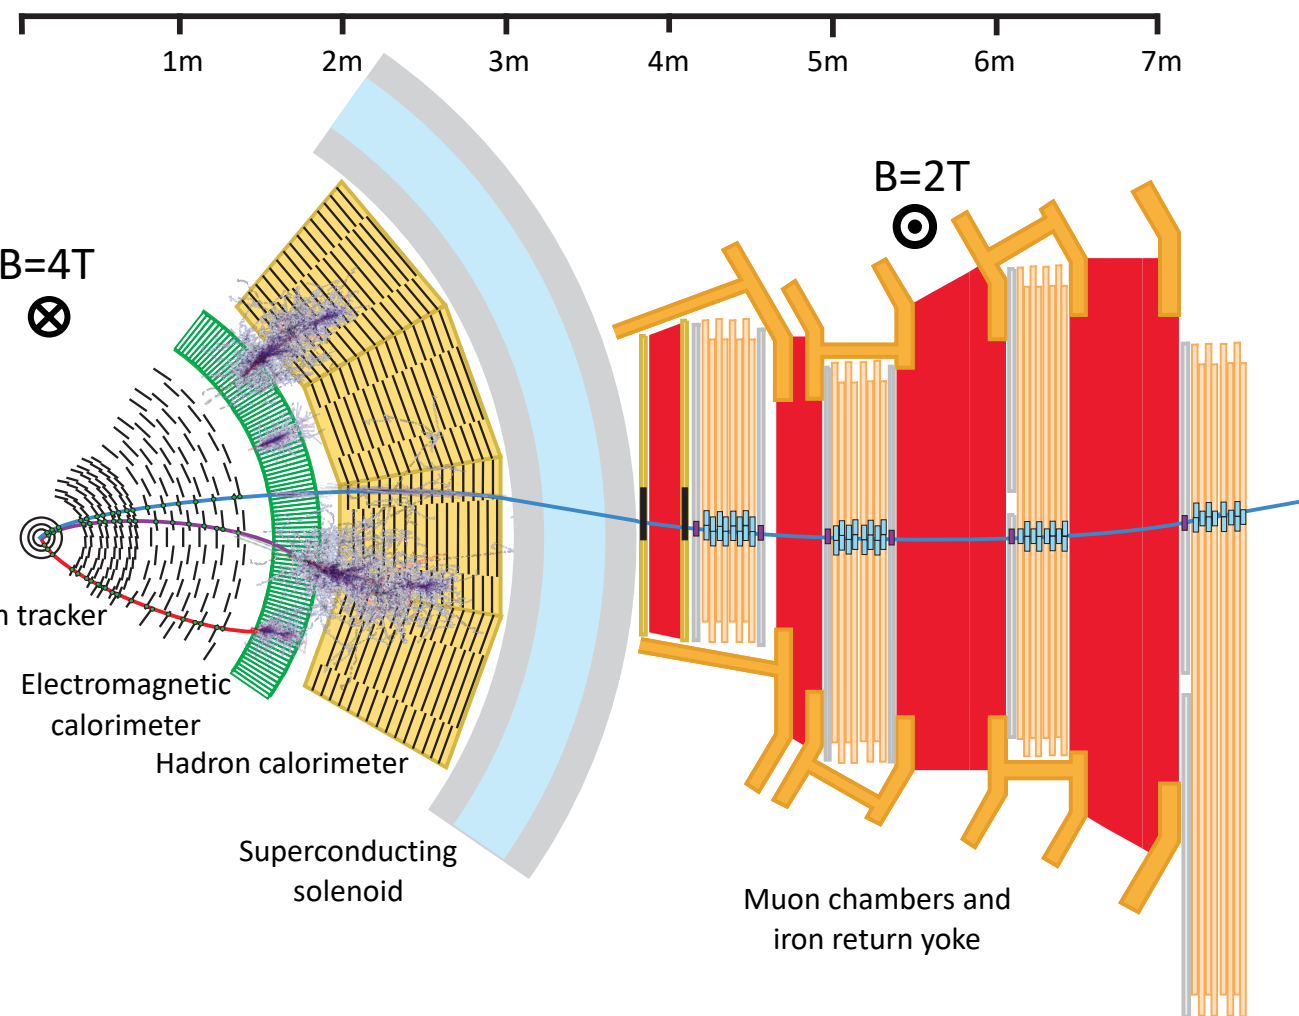 1m 2m 3m 4m 5m 6m 7m
B=2T
B=4T
tracker
Electromagnetic
calorimeter
Hadron calorimeter
Superconducting
solenoid
Muon chambers and
iron return yoke